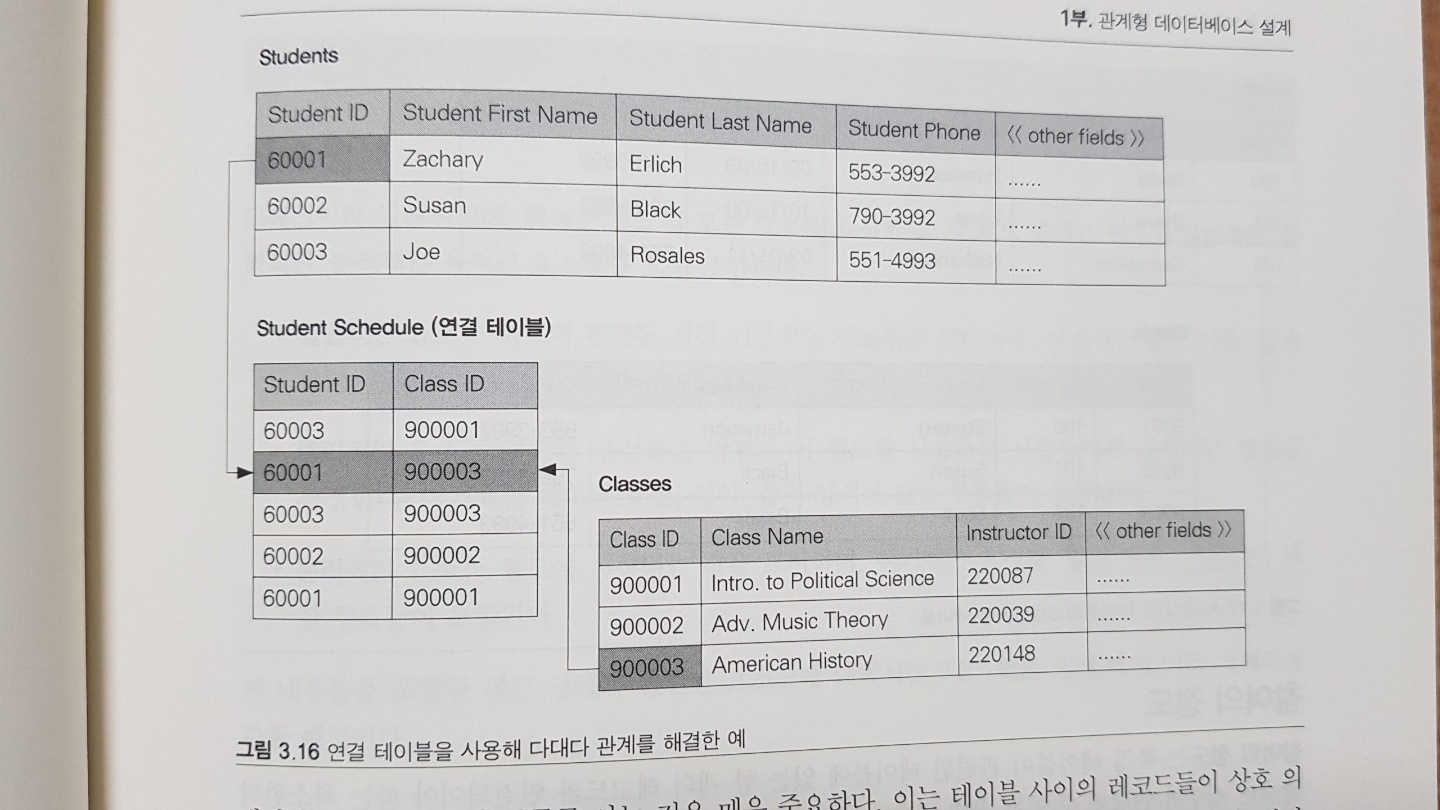 1부. 관계형 데이터베이스 설계
Students
Student ID Student First Name Student Last Name Student Phone 《 other fields 》
60001 Zachary Erlich 553-3992 ......
60002 Susan Black 790-3992 ......
60003 Joe Rosales 551-4993 ......
Student Schedule (연결 테이블)
Student ID Class ID
60003 900001
60001 900003
60003 900003
60002 900002
60001 900001
Classes
Class ID Class Name Instructor ID 《 other fields 》
900001 Intro. to Political Science 220087 ......
900002 Adv. Music Theory 220039 ......
900003 American History 220148 ......
그림 3.16 연결 테이블을 사용해 다대다 관계를 해결한 예
것은 매우 중요하다. 이는 테이블 사이의 레코드들이 상호 의